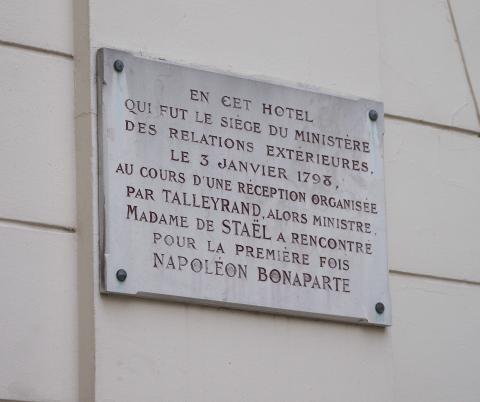 EN CET HOTEL
QUI FUT LE SIÈGE DU MINISTÈRE
DES RELATIONS EXTÉRIEURES,
LE 3 JANVIER 1798,
AU COURS D'UNE RÉCEPTION ORGANISÉE
PAR TALLEYRAND, ALORS MINISTRE,
MADAME DE STAËL A RENCONTRÉ
POUR LA PREMIÈRE FOIS
NAPOLÉON BONAPARTE